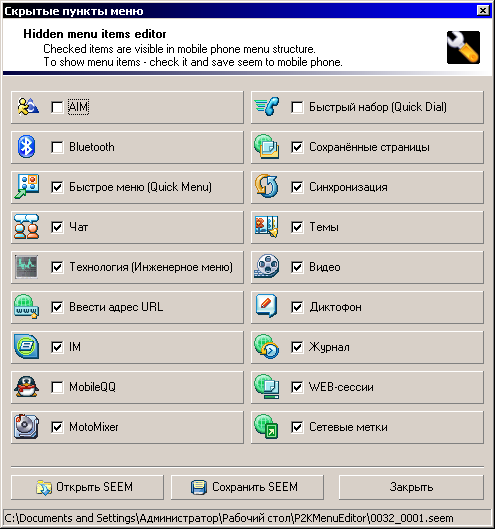 Скрытые пункты меню
Hidden menu items editor
Checked items are visible in mobile phone menu structure.
To show menu items - check it and save seem to mobile phone.
AIM
Быстрый набор (Quick Dial)
Bluetooth
Сохранённые страницы
Быстрое меню (Quick Menu)
Синхронизация
Чат
Темы
Технология (Инженерное меню)
Видео
Ввести адрес URL
Диктофон
IM
Журнал
MobileQQ
WEB-сессии
MotoMixer
Сетевые метки
Открыть SEEM
Сохранить SEEM
Закрыть
C:\Documents and Settings\Администратор\Рабочий стол\P2KMenuEditor\0032_0001.seem